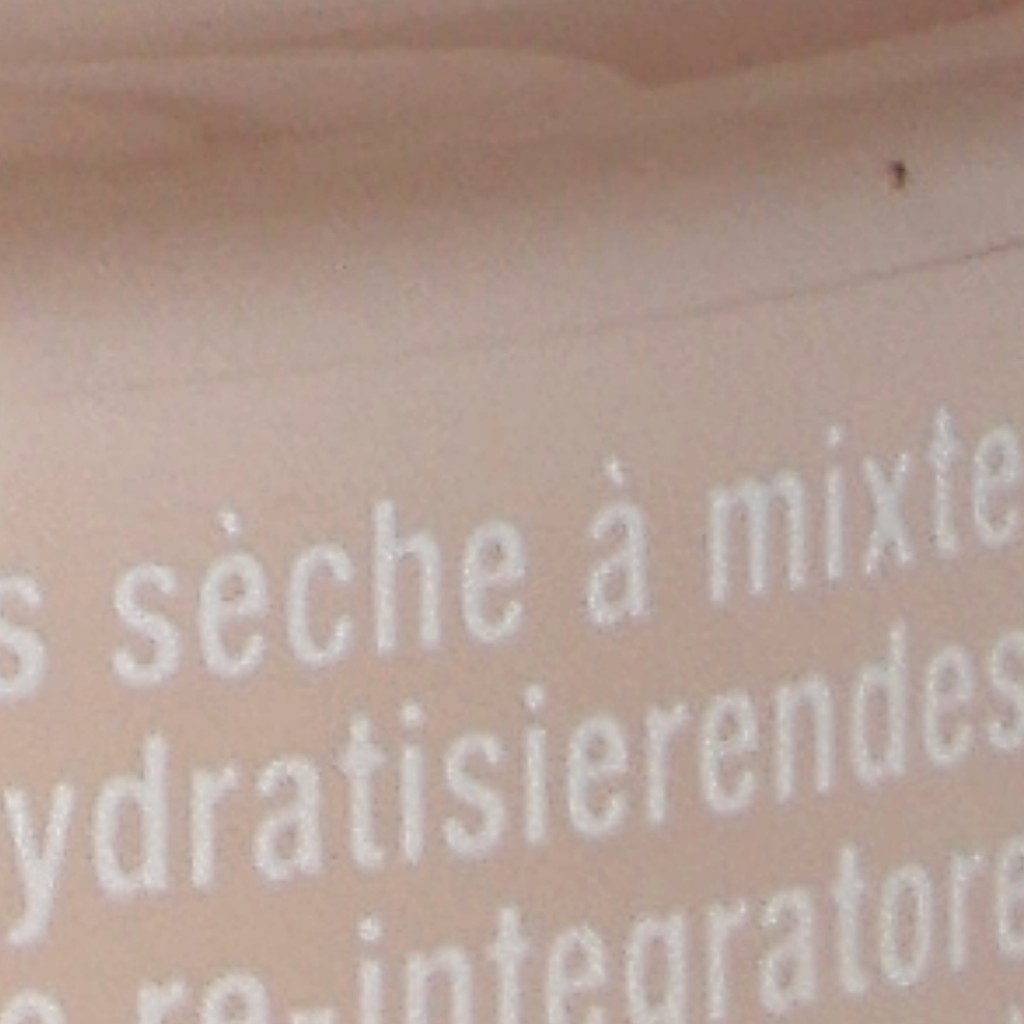 s sèche à mixte
ydratisierendes
e re-integratore